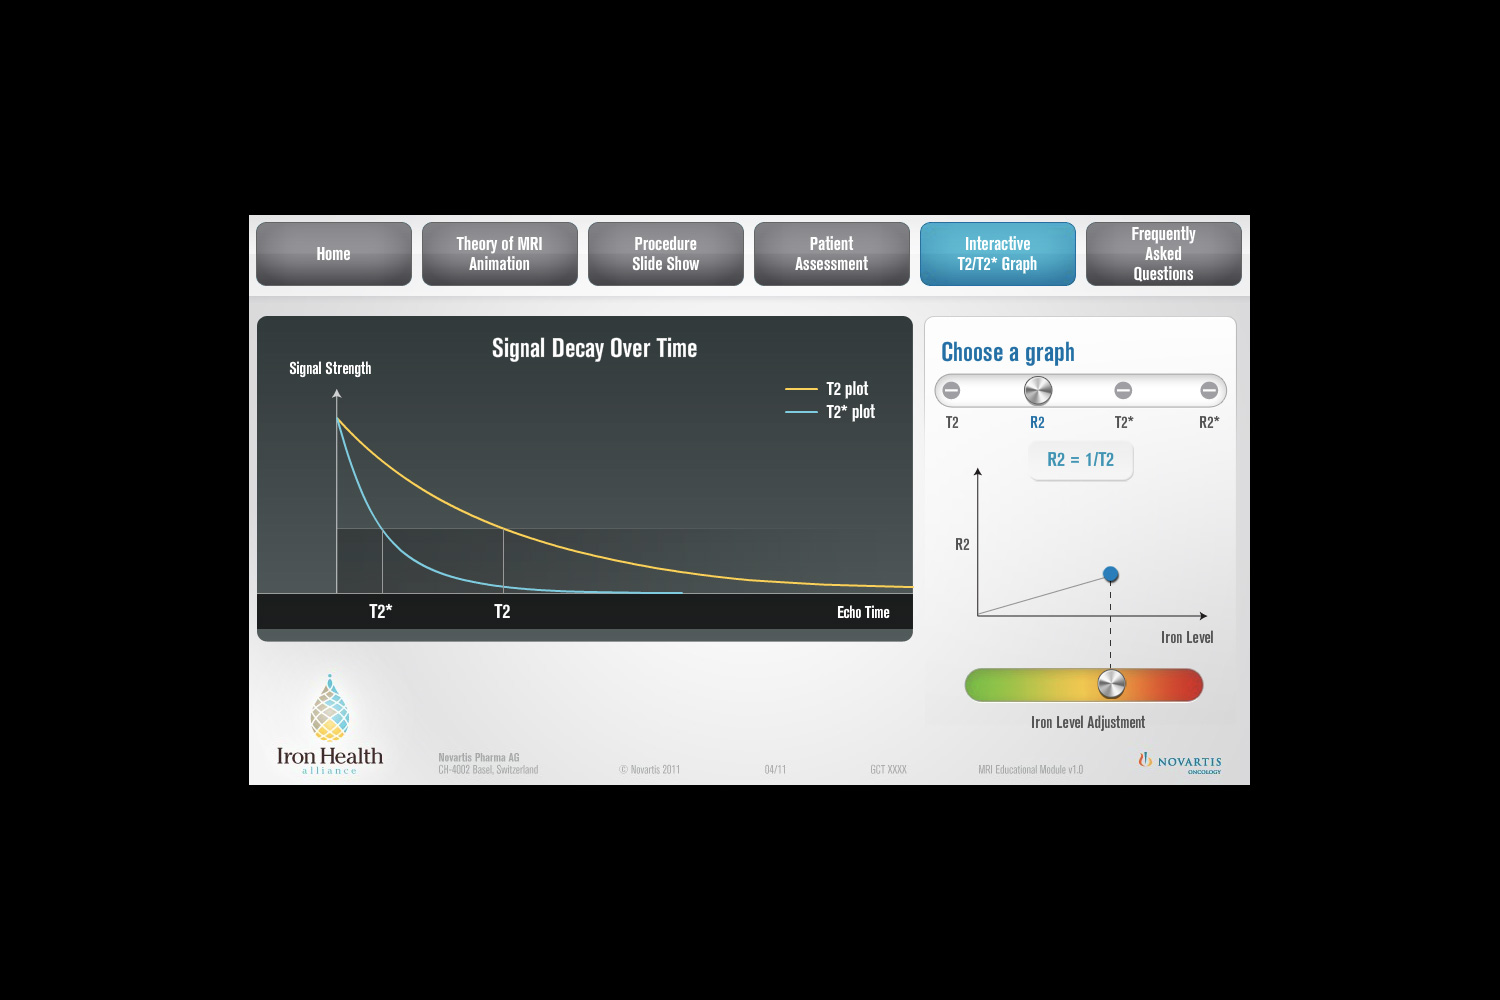 Home
Theory of MRI
Animation
Procedure
Slide Show
Patient
Assessment
Interactive
T2/T2* Graph
Frequently
Asked
Questions
Signal Decay Over Time
Signal Strength
T2 plot
T2* plot
T2*
T2
Echo Time
Choose a graph
T2
R2
T2*
R2*
R2 = 1/T2
R2
Iron Level
Iron Level Adjustment
Iron Health
alliance
Novartis Pharma AG
CH-4002 Basel, Switzerland
© Novartis 2011
04/11
GCT XXXX
MRI Educational Module v1.0
NOVARTIS
ONCOLOGY